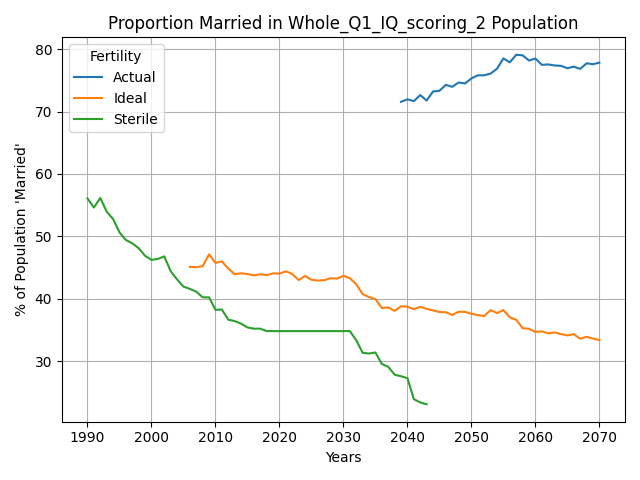 Proportion Married in Whole_Q1_IQ_scoring_2 Population
% of Population 'Married'
80
70
60
50
40
30
Fertility
Actual
Ideal
Sterile
1990 2000 2010 2020 2030 2040 2050 2060 2070
Years